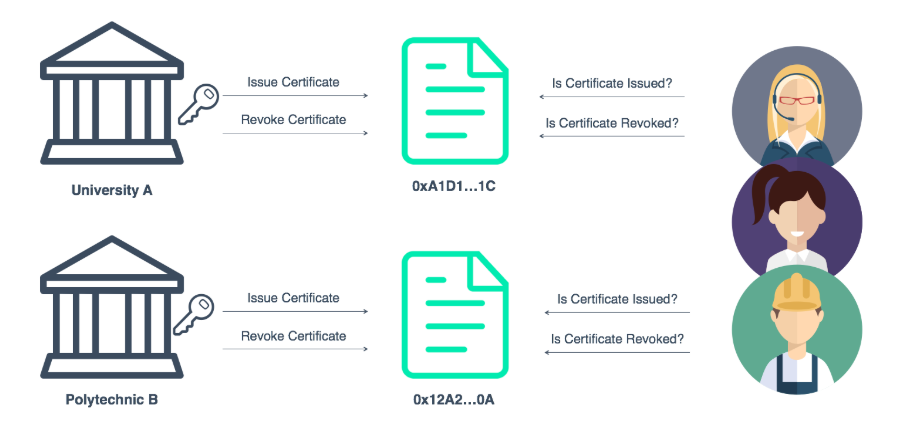 Issue Certificate
Is Certificate Issued?
Revoke Certificate
Is Certificate Revoked?
University A
0xA1D1...1C
Issue Certificate
Is Certificate Issued?
Revoke Certificate
Is Certificate Revoked?
Polytechnic B
0x12A2...0A